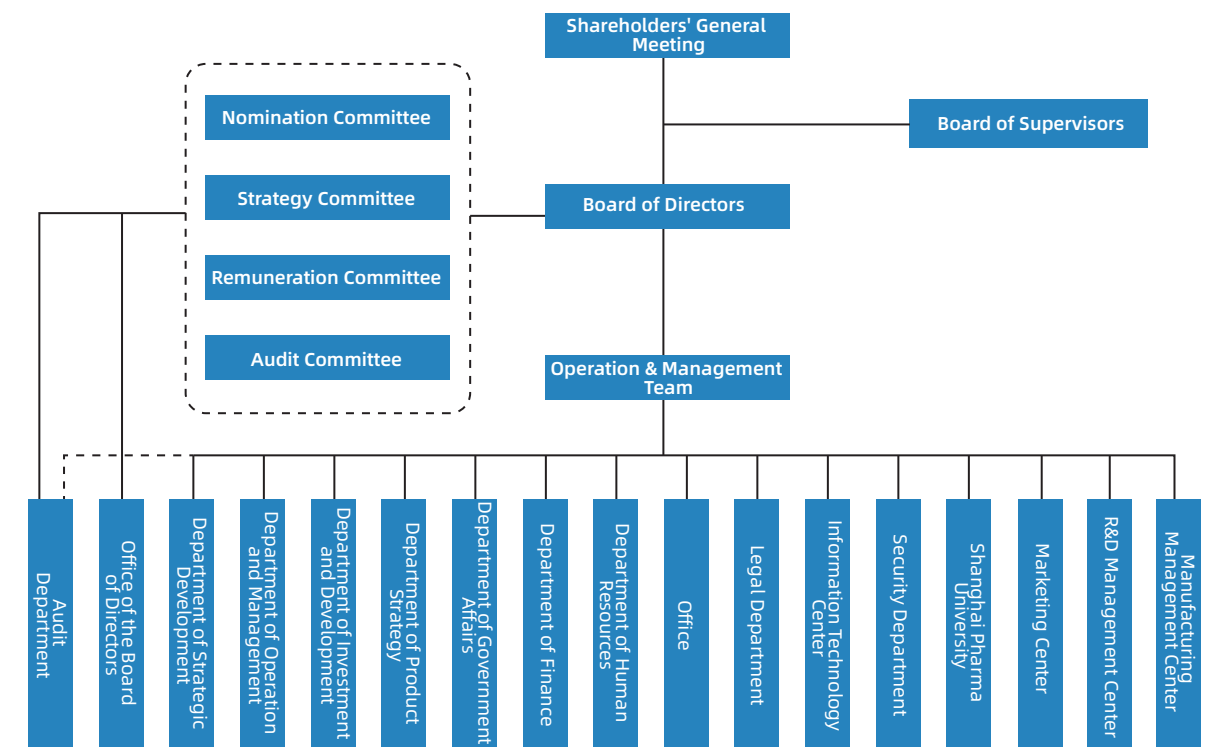 Shareholders' General
Meeting
Nomination Committee
Board of Supervisors
Strategy Committee
Board of Directors
Remuneration Committee
Audit Committee
Operation & Management
Team
Audit
Department
Office of the Board
of Directors
Department of Strategic
Development
Department of Operation
and Management
Department of Investment
and Development
Department of Product
Strategy
Department of Government
Affairs
Department of Finance
Department of Human
Resources
Office
Legal Department
Information Technology
Center
Security Department
Shanghai Pharma
University
Marketing Center
R&D Management Center
Manufacturing
Management Center